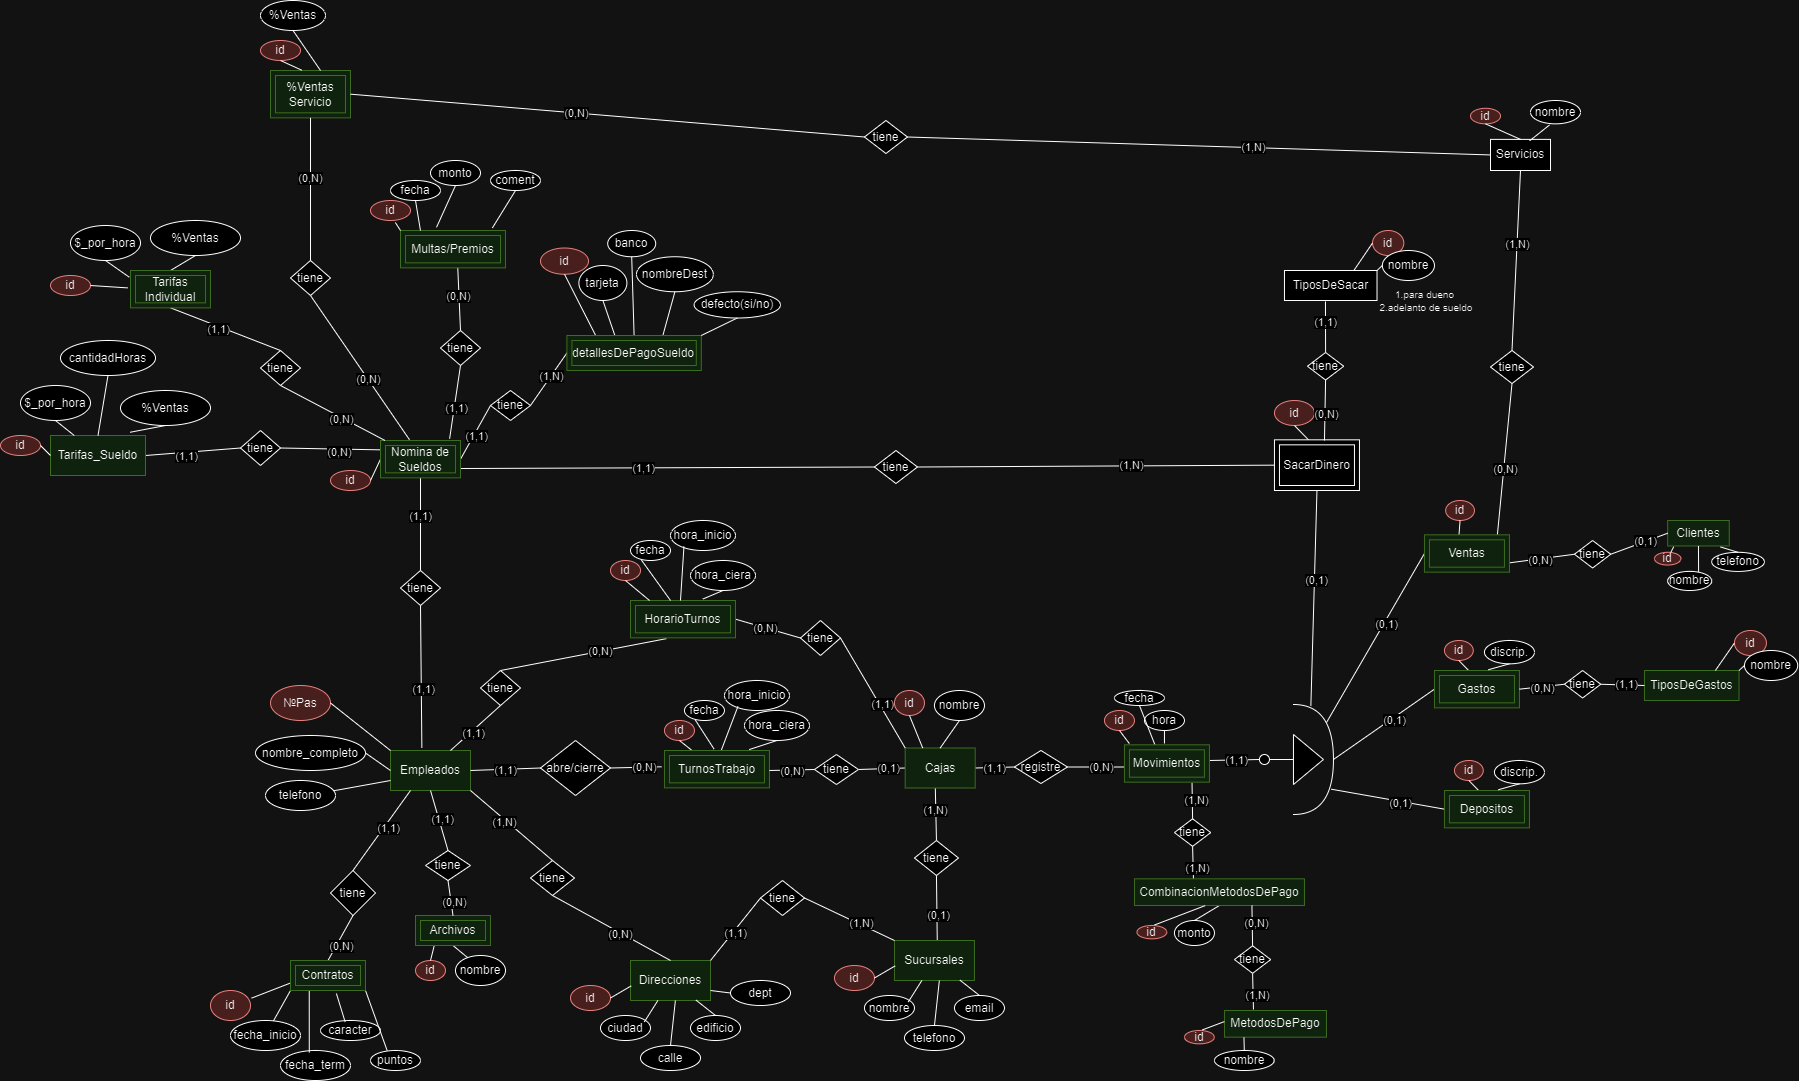 %Ventas
id
%Ventas
Servicio
(0,N)
tiene
(1,N)
id
nombre
Servicios
(0,N)
(1,N)
tiene
(0,N)
fecha
monto
coment
id
Multas/Premios
(0,N)
tiene
(1,1)
$_por_hora
%Ventas
id
Tarifas
Individual
(1,1)
tiene
(0,N)
tiene
(0,N)
id
banco
tarjeta
nombreDest
defecto(si/no)
detallesDePagoSueldo
(1,N)
tiene
(1,1)
id
nombre
TiposDeSacar
1.para dueno
2.adelanto de sueldo
(1,1)
tiene
(0,N)
id
SacarDinero
cantidadHoras
$_por_hora
%Ventas
id
Tarifas_Sueldo
(1,1)
tiene
(0,N)
Nomina de
Sueldos
id
(1,1)
tiene
(1,N)
tiene
(0,N)
id
Ventas
(0,N)
tiene
(0,1)
Clientes
id
nombre
telefono
(1,1)
tiene
(1,1)
hora_inicio
fecha
id
hora_ciera
HorarioTurnos
(0,N)
tiene
(1,1)
(0,N)
tiene
(1,1)
(0,1)
(0,1)
id
discrip.
Gastos
(0,N)
tiene
(1,1)
TiposDeGastos
id
nombre
(0,1)
NºPas
nombre_completo
telefono
Empleados
(1,1)
abre/cierre
(0,N)
hora_inicio
fecha
id
hora_ciera
TurnosTrabajo
(0,N)
tiene
(0,1)
id
nombre
Cajas
(1,1)
registre
(0,N)
fecha
id
hora
Movimientos
(1,1)
id
discrip.
Depositos
(0,1)
(1,1)
tiene
(0,N)
(1,1)
tiene
(0,N)
(1,N)
tiene
(0,N)
(1,N)
tiene
(0,1)
(1,N)
tiene
(1,N)
CombinacionMetodosDePago
id
monto
(0,N)
tiene
(1,N)
MetodosDePago
id
nombre
Archivos
id
nombre
Contratos
id
fecha_inicio
fecha_term
caracter
puntos
Direcciones
id
ciudad
calle
edificio
dept
(1,1)
tiene
(1,N)
Sucursales
id
nombre
telefono
email